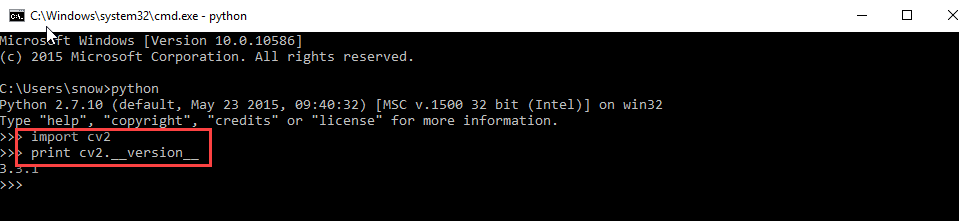 C:\Windows\system32\cmd.exe - python
Microsoft Windows [Version 10.0.10586]
(c) 2015 Microsoft Corporation. All rights reserved.
C:\Users\snow>python
Python 2.7.10 (default, May 23 2015, 09:40:32) [MSC v.1500 32 bit (Intel)] on win32
Type "help", "copyright", "credits" or "license" for more information.
>>> import cv2
>>> print cv2.__version__
3.3.1
>>>